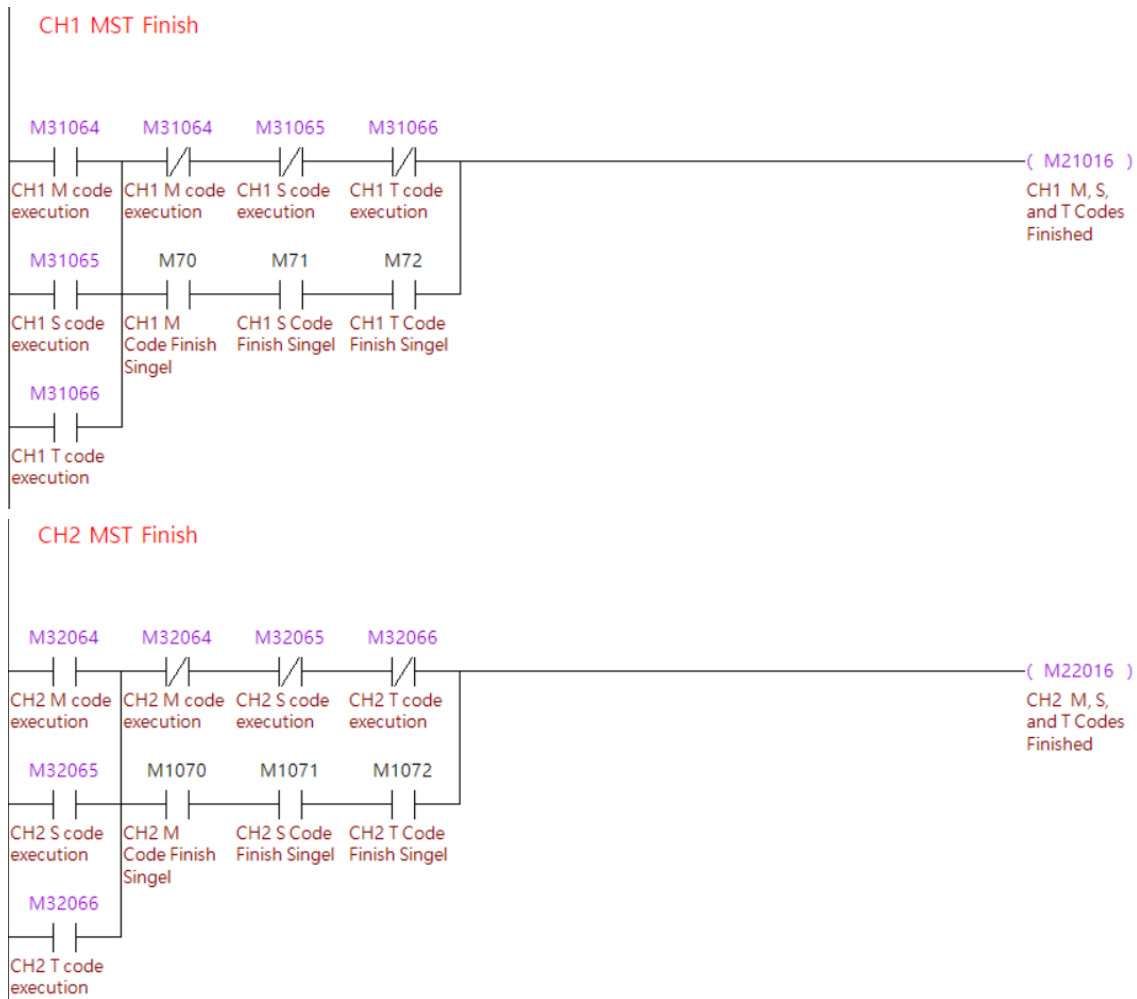 CH1 MST Finish
M31064 M31064 M31065 M31066
( M21016 )
CH1 M code CH1 M code CH1 S code CH1 T code CH1 M, S,
execution execution execution execution and T Codes
Finished
M31065 M70 M71 M72
CH1 S code CH1 M CH1 S Code CH1 T Code
execution Code Finish Finish Singel Finish Singel
Singel
M31066
CH1 T code
execution
CH2 MST Finish
M32064 M32064 M32065 M32066
( M22016 )
CH2 M code CH2 M code CH2 S code CH2 T code CH2 M, S,
execution execution execution execution and T Codes
Finished
M32065 M1070 M1071 M1072
CH2 S code CH2 M CH2 S Code CH2 T Code
execution Code Finish Finish Singel Finish Singel
Singel
M32066
CH2 T code
execution